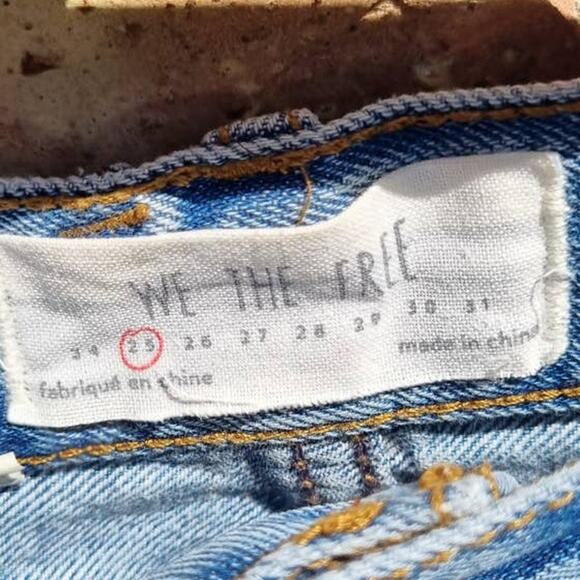 WE THE FREE
24 25 26 27 28 29 30 31
made in china
fabriqué en chine